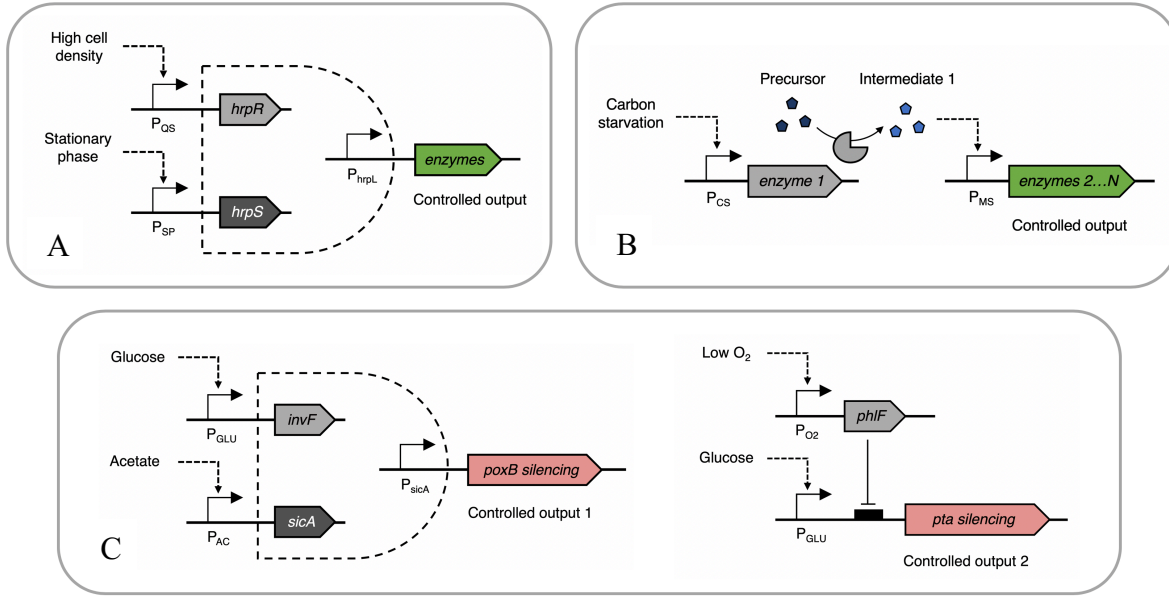 High cell
density
P_QS
hrpR
Stationary
phase
P_SP
hrpS
P_hrpL
enzymes
Controlled output
A
Precursor
Intermediate 1
Carbon
starvation
P_CS
enzyme 1
P_MS
enzymes 2...N
Controlled output
B
Glucose
P_GLU
invF
Acetate
P_AC
sicA
P_sicA
poxB silencing
Controlled output 1
C
Low O₂
P_O2
phlF
Glucose
P_GLU
pta silencing
Controlled output 2